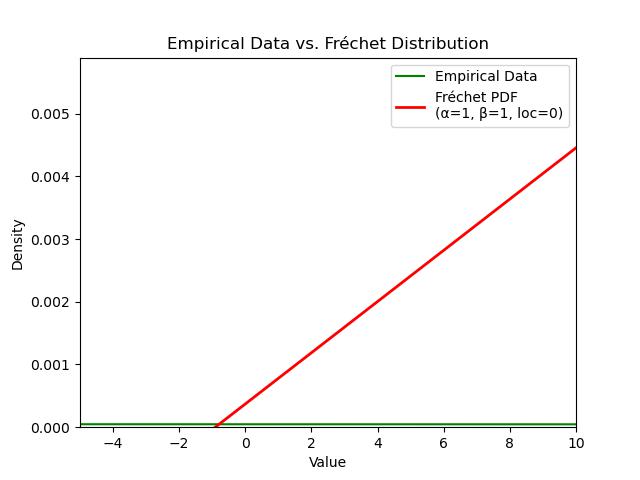 Empirical Data vs. Fréchet Distribution
Empirical Data
Fréchet PDF
(α=1, β=1, loc=0)
Density
0.005
0.004
0.003
0.002
0.001
0.000
−4
−2
0
2
4
6
8
10
Value